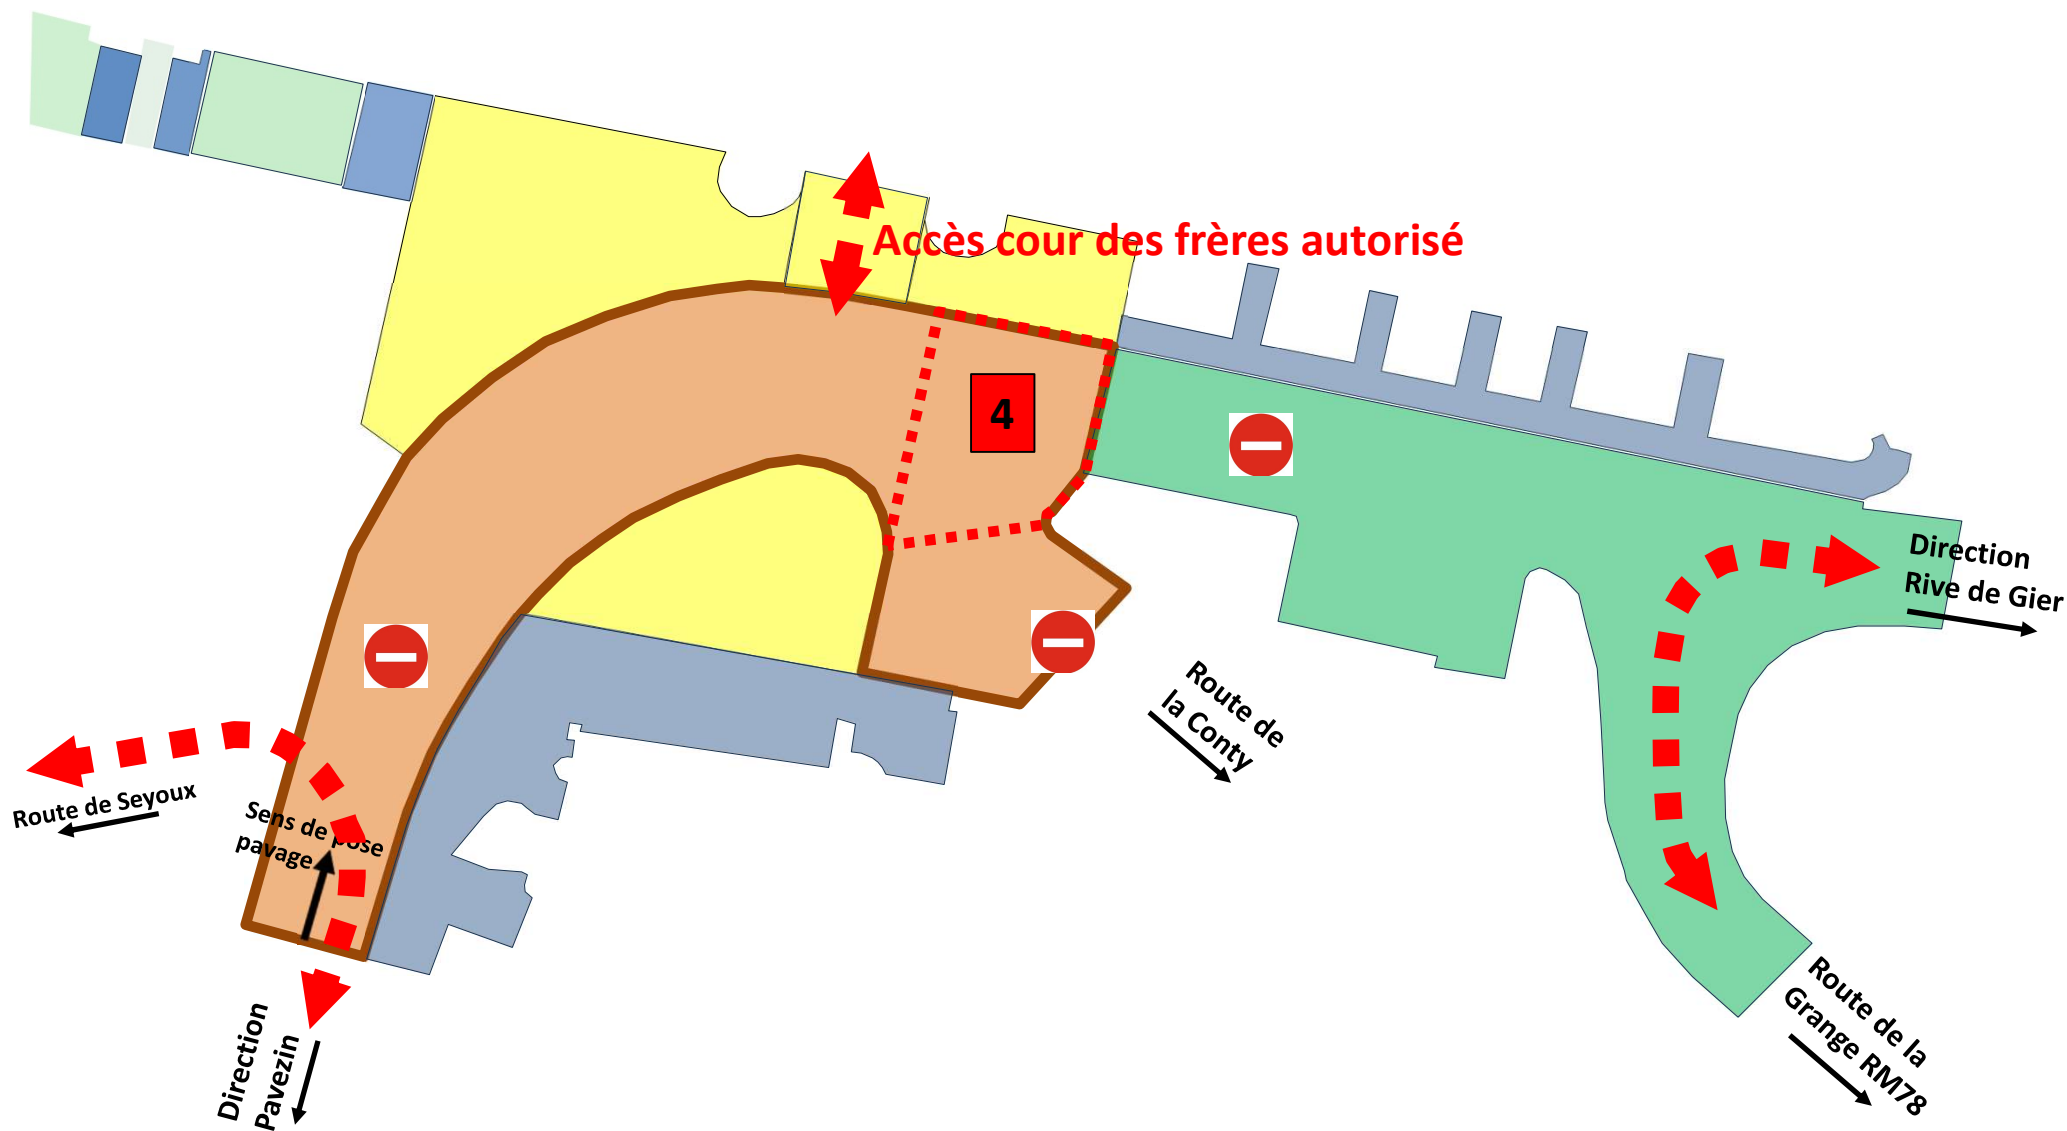 Accès cour des frères autorisé
4
Direction
Rive de Gier
Route de
la Conty
Route de Seyoux
Sens de pose
pavage
Direction
Pavezin
Route de la
Grange RM78